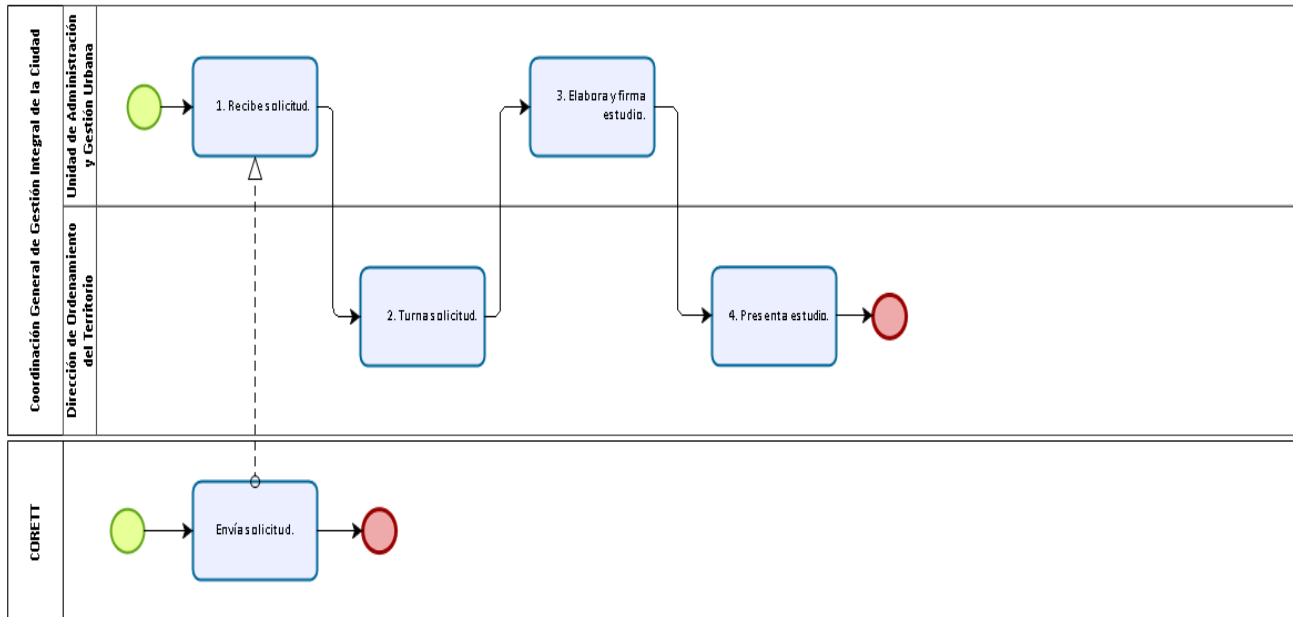 Coordinación General de Gestión Integral de la Ciudad
Unidad de Administración
y Gestión Urbana
1. Recibe solicitud.
3. Elabora y firma
estudio.
Dirección de Ordenamiento
del Territorio
2. Turna solicitud.
4. Presenta estudio.
CORETT
Envía solicitud.